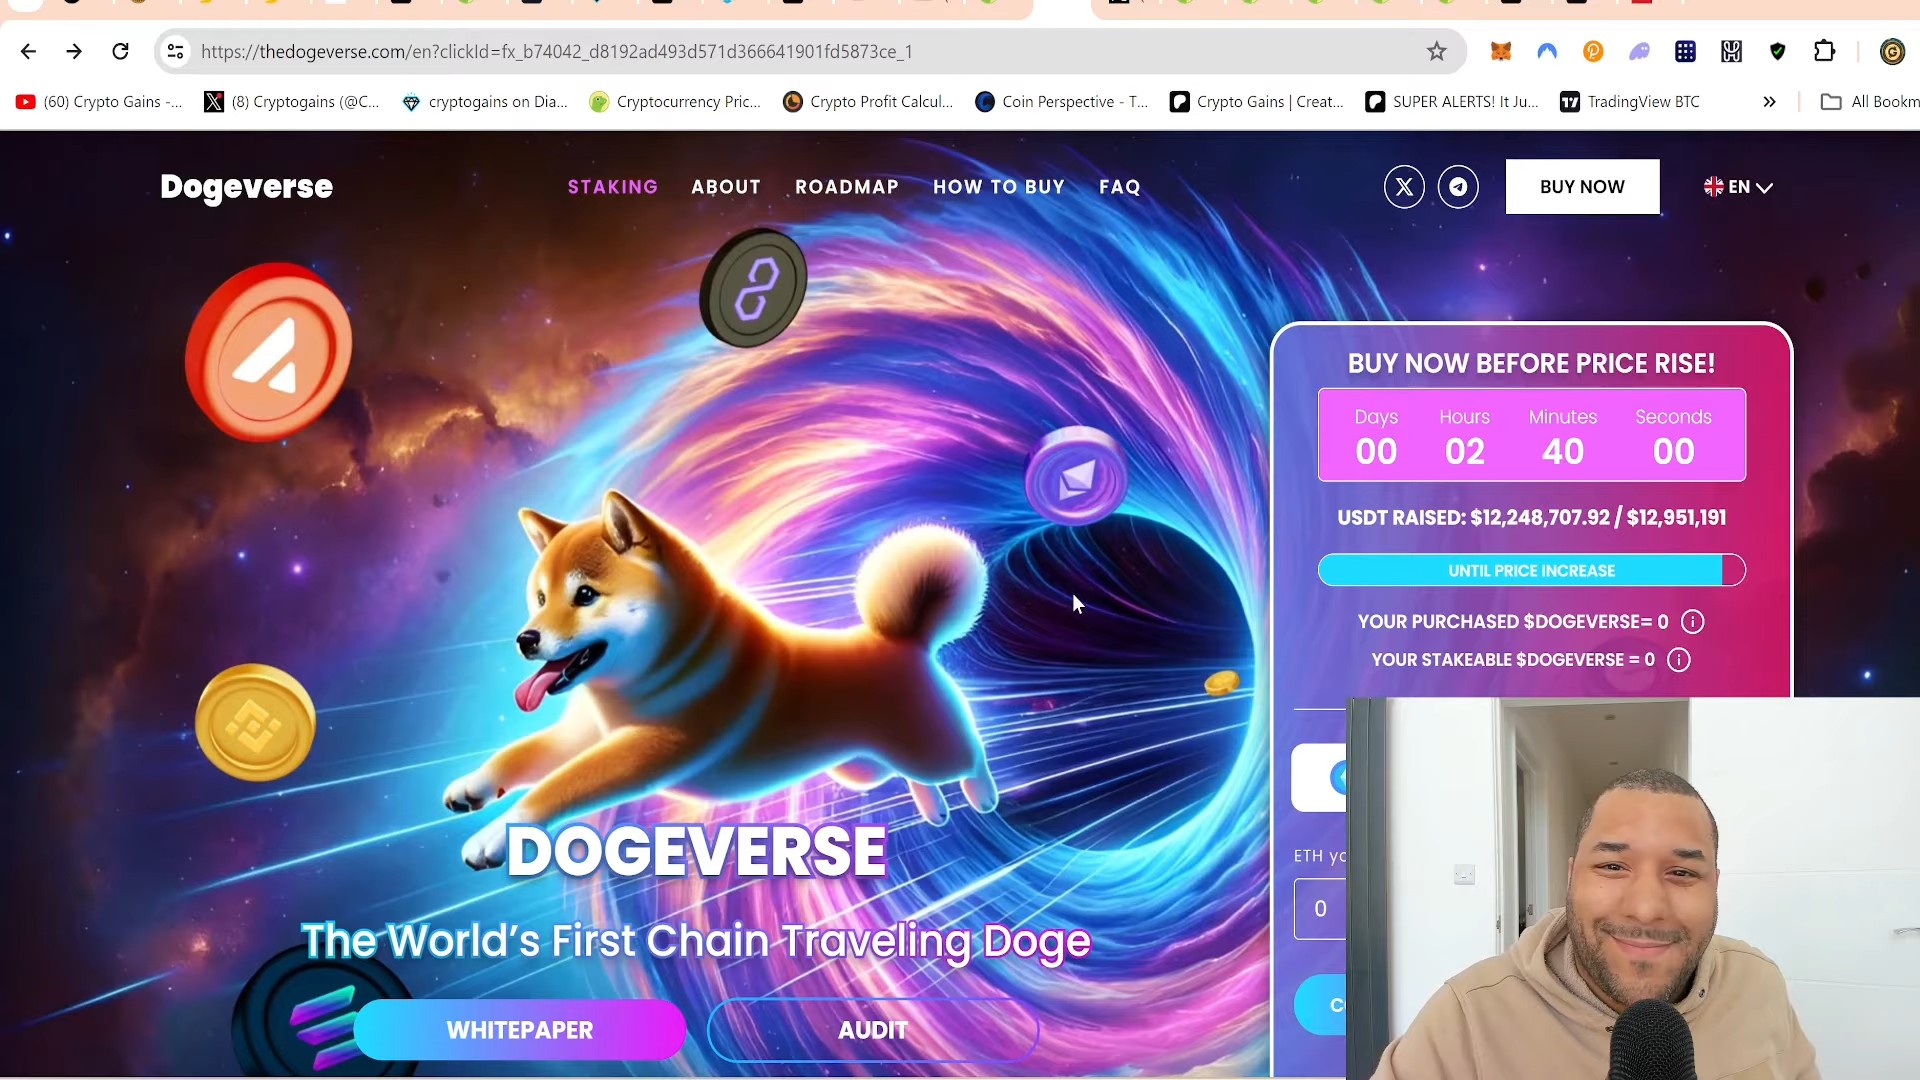 https://thedogeverse.com/en?clickId=fx_b74042_d8192ad493d571d366641901fd5873ce_1
(60) Crypto Gains -...
(8) Cryptogains (@C...
cryptogains on Dia...
Cryptocurrency Pric...
Crypto Profit Calcul...
Coin Perspective - T...
Crypto Gains | Creat...
SUPER ALERTS! It Ju...
TradingView BTC
All Bookm
Dogeverse
STAKING
ABOUT
ROADMAP
HOW TO BUY
FAQ
BUY NOW
EN
BUY NOW BEFORE PRICE RISE!
Days Hours Minutes Seconds
00 02 40 00
USDT RAISED: $12,248,707.92 / $12,951,191
UNTIL PRICE INCREASE
YOUR PURCHASED $DOGEVERSE= 0
YOUR STAKEABLE $DOGEVERSE = 0
ETH yo
0
C
DOGEVERSE
The World's First Chain Traveling Doge
WHITEPAPER
AUDIT